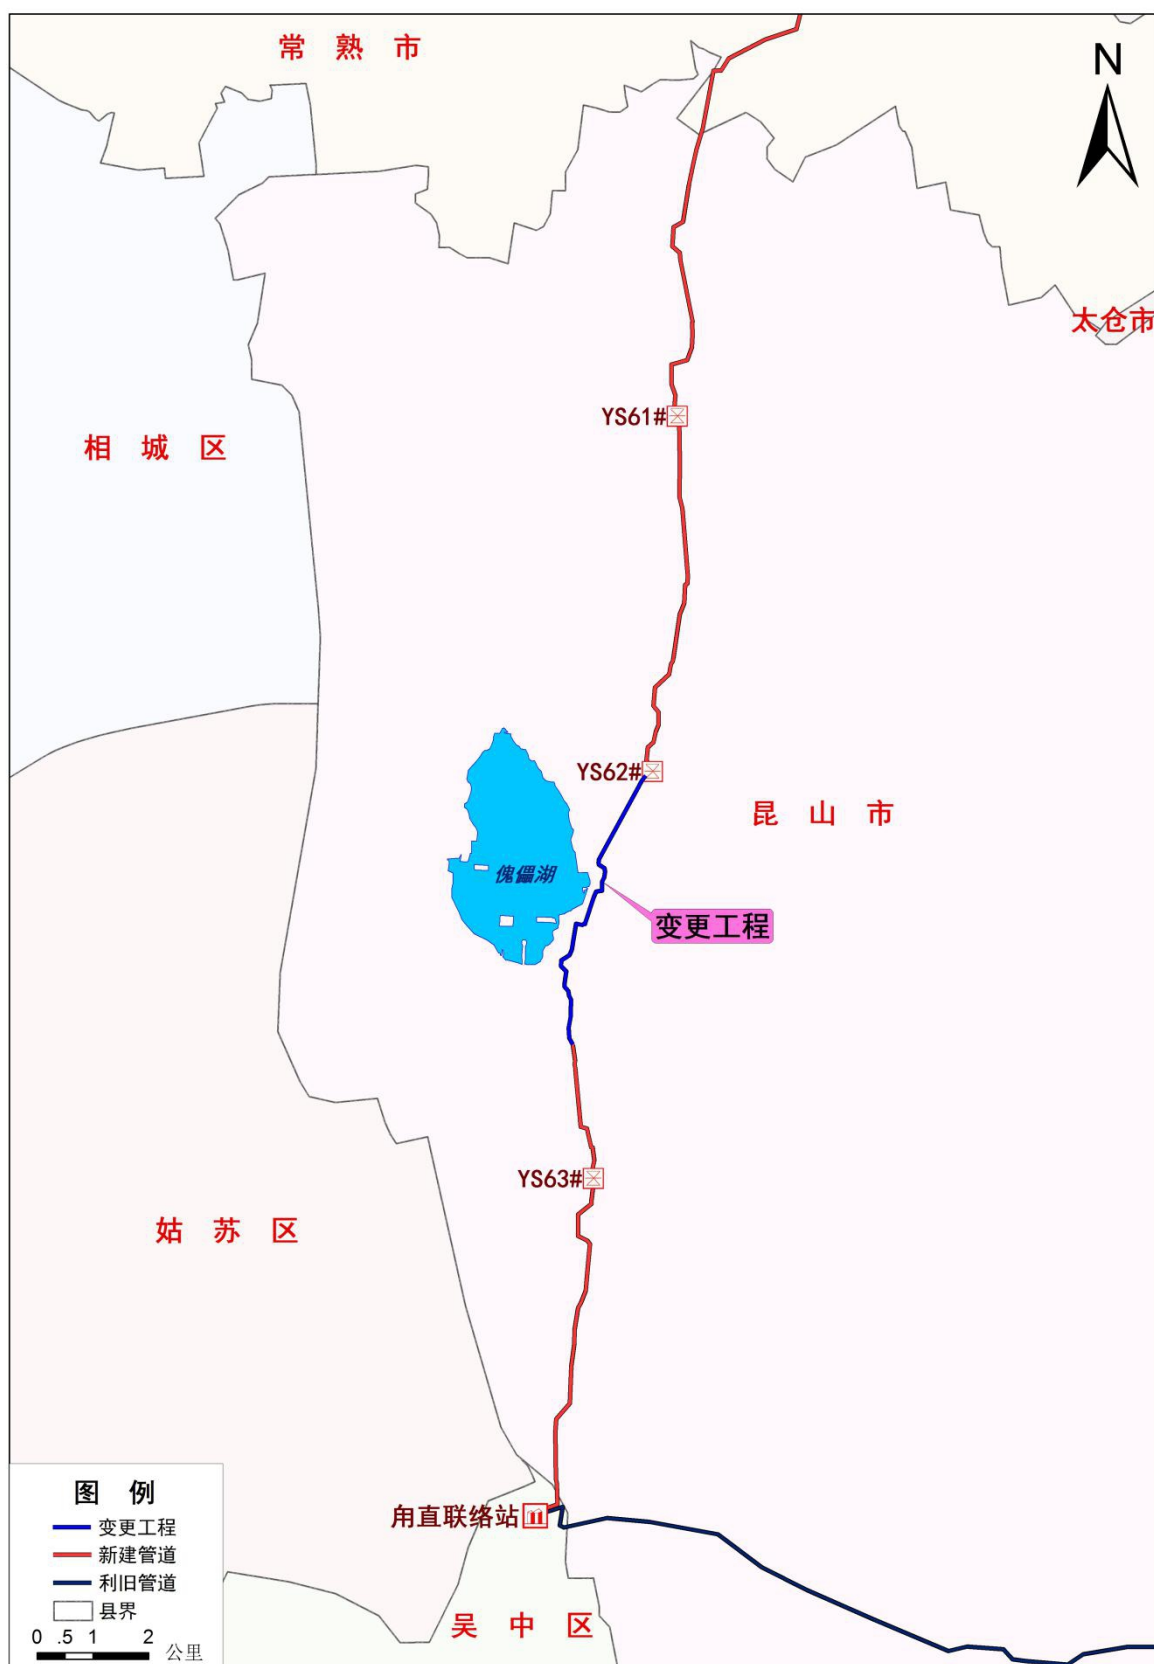 常熟市
N
太仓市
YS61#
相城区
YS62#
昆山市
傀儡湖
变更工程
YS63#
姑苏区
甪直联络站
吴中区
图例
变更工程
新建管道
利旧管道
县界
0 .5 1 2 公里